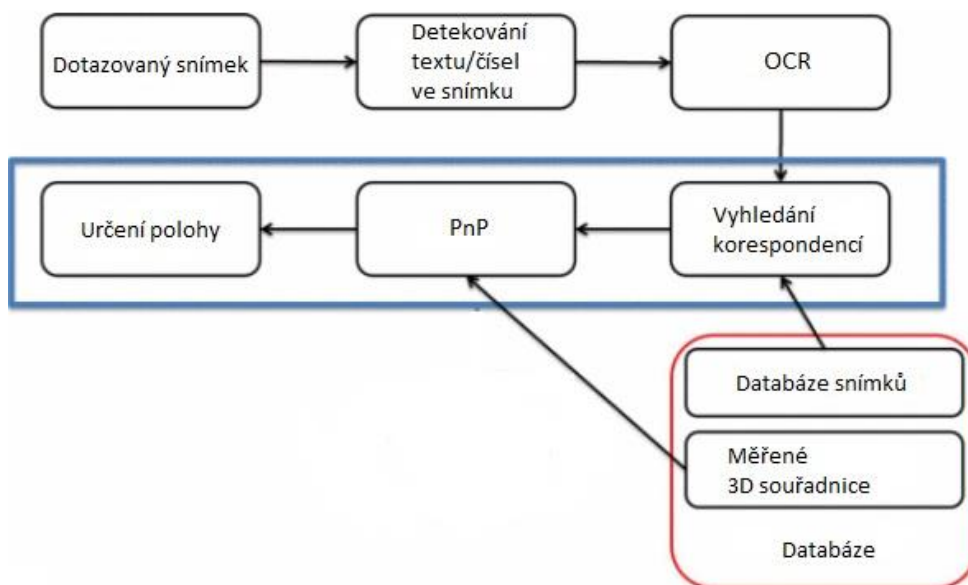 Dotazovaný snímek
Detekování
textu/čísel
ve snímku
OCR
Určení polohy
PnP
Vyhledání
korespondencí
Databáze snímků
Měřené
3D souřadnice
Databáze